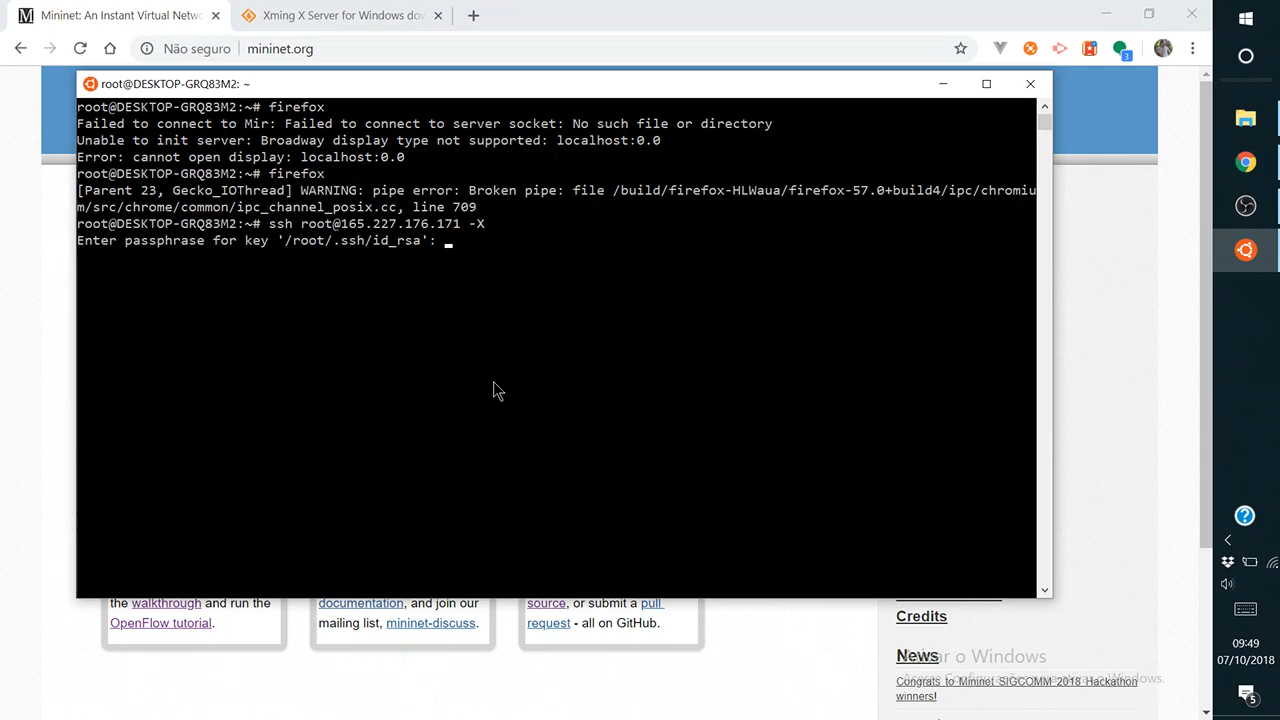 Mininet: An Instant Virtual Netwo
Xming X Server for Windows dov
Não seguro
mininet.org
3
root@DESKTOP-GRQ83M2: ~
root@DESKTOP-GRQ83M2:~# firefox
Failed to connect to Mir: Failed to connect to server socket: No such file or directory
Unable to init server: Broadway display type not supported: localhost:0.0
Error: cannot open display: localhost:0.0
root@DESKTOP-GRQ83M2:~# firefox
[Parent 23, Gecko_IOThread] WARNING: pipe error: Broken pipe: file /build/firefox-HLWaua/firefox-57.0+build4/ipc/chromiu
m/src/chrome/common/ipc_channel_posix.cc, line 709
root@DESKTOP-GRQ83M2:~# ssh root@165.227.176.171 -X
Enter passphrase for key '/root/.ssh/id_rsa':
the walkthrough and run the
OpenFlow tutorial.
documentation, and join our
mailing list, mininet-discuss.
source, or submit a pull
request - all on GitHub.
Credits
News
o Windows
Congrats to Mininet SIGCOMM 2018 Hackathon
winners!
09:49
07/10/2018
5